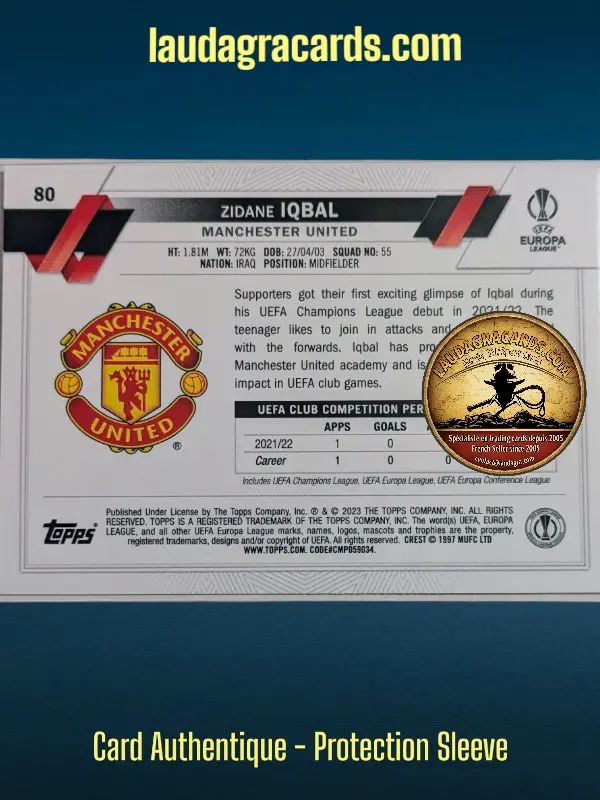 laudagracards.com
80
ZIDANE IQBAL
MANCHESTER UNITED
HT: 1.81M WT: 72KG DOB: 27/04/03 SQUAD NO: 55
NATION: IRAQ POSITION: MIDFIELDER
UEFA
EUROPA
LEAGUE™
Supporters got their first exciting glimpse of Iqbal during
his UEFA Champions League debut in 2021/22. The
teenager likes to join in attacks and
with the forwards. Iqbal has
Manchester United academy and is
impact in UEFA club games.
MANCHESTER
UNITED
®
LAUDAGRACARDS.COM
Spécialiste en trading cards depuis 2005
French Seller since 2005
UEFA CLUB COMPETITION
APPS GOALS
2021/22 1 0 0
Career 1 0 0
Includes UEFA Champions League, UEFA Europa League, UEFA Europa Conference League
Topps®
Published Under License by The Topps Company, Inc. ® & © 2023 THE TOPPS COMPANY, INC. ALL RIGHTS
RESERVED. TOPPS IS A REGISTERED TRADEMARK OF THE TOPPS COMPANY, INC. The word(s) UEFA, EUROPA
LEAGUE, and all other UEFA Europa League marks, names, logos, mascots and trophies are the property,
registered trademarks, designs and/or copyright of UEFA. All rights reserved. CREST © 1997 MUFC LTD
WWW.TOPPS.COM. CODE#CMP059034.
Card Authentique - Protection Sleeve